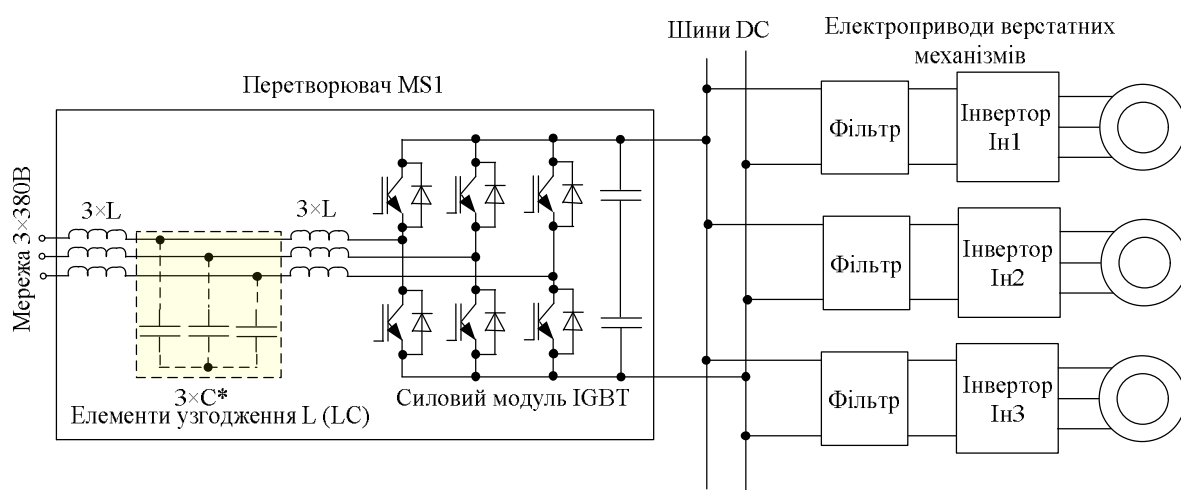 Шини DC
Електроприводи верстатних
механізмів
Перетворювач MS1
Фільтр
Інвертор
Ін1
Мережа 3×380В
3×L
3×L
Фільтр
Інвертор
Ін2
3×C*
Елементи узгодження L (LC)
Силовий модуль IGBT
Фільтр
Інвертор
Ін3